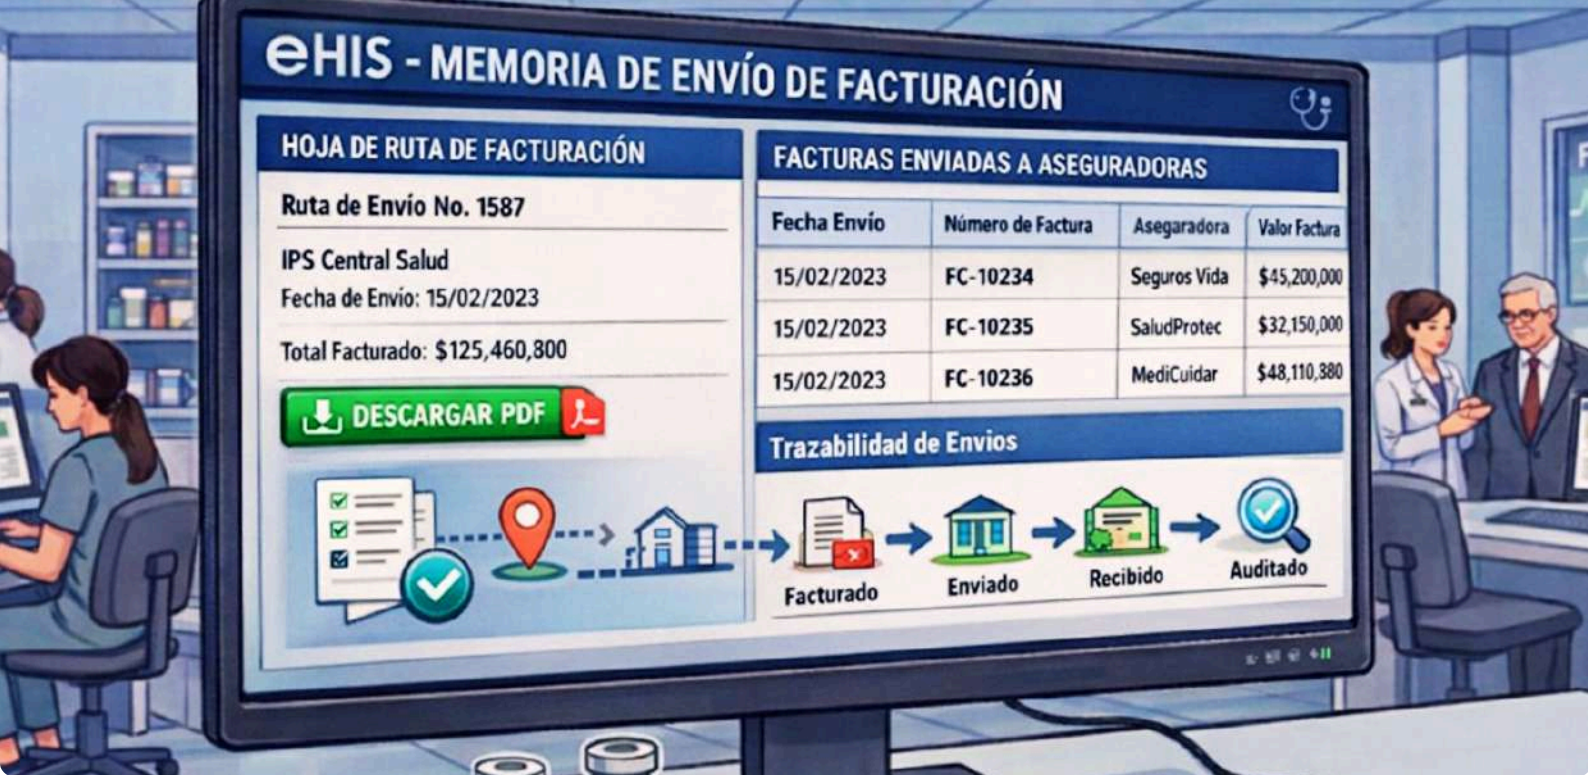 eHIS - MEMORIA DE ENVÍO DE FACTURACIÓN
HOJA DE RUTA DE FACTURACIÓN
Ruta de Envío No. 1587
IPS Central Salud
Fecha de Envío: 15/02/2023
Total Facturado: $125,460,800
DESCARGAR PDF
FACTURAS ENVIADAS A ASEGURADORAS
Fecha Envío Número de Factura Asegaradora Valor Factura
15/02/2023 FC-10234 Seguros Vida $45,200,000
15/02/2023 FC-10235 SaludProtec $32,150,000
15/02/2023 FC-10236 MediCuidar $48,110,380
Trazabilidad de Envios
Facturado Enviado Recibido Auditado